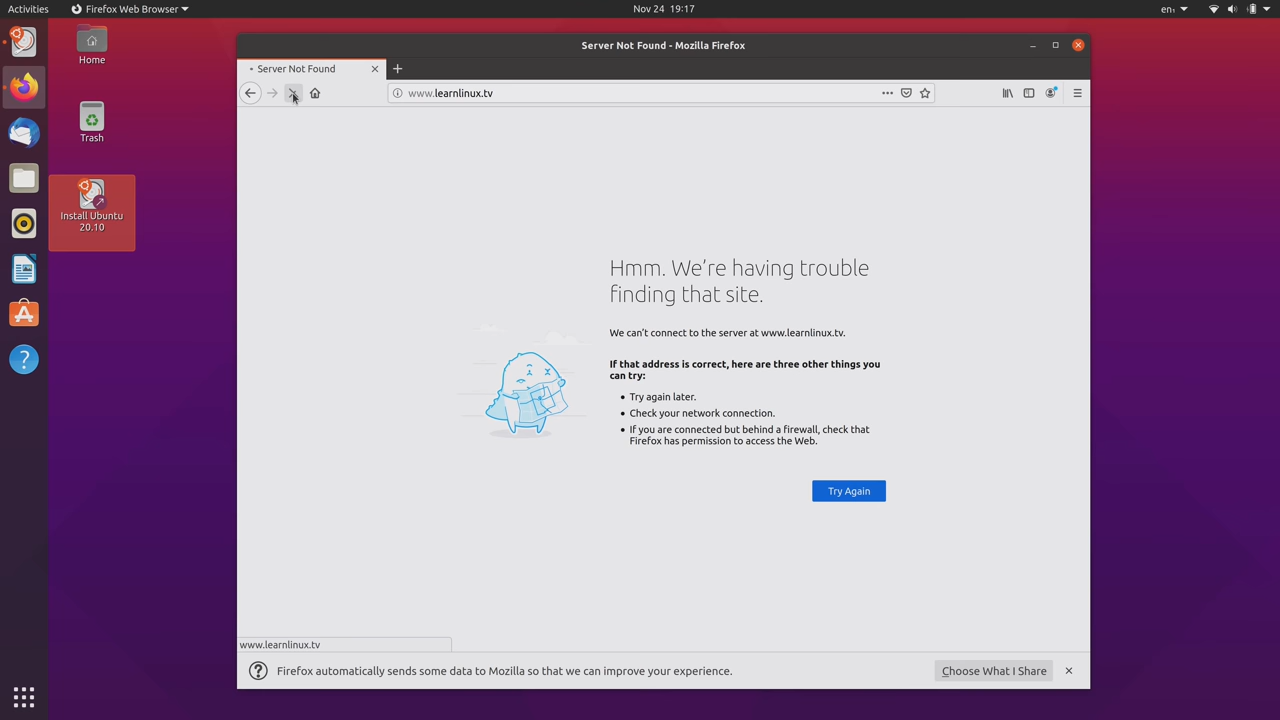 Activities
Firefox Web Browser
Nov 24 19:17
en₁
Home
Trash
Install Ubuntu
20.10
Server Not Found - Mozilla Firefox
Server Not Found
www.learnlinux.tv
Hmm. We're having trouble
finding that site.
We can't connect to the server at www.learnlinux.tv.
If that address is correct, here are three other things you
can try:
• Try again later.
• Check your network connection.
• If you are connected but behind a firewall, check that
Firefox has permission to access the Web.
Try Again
www.learnlinux.tv
Firefox automatically sends some data to Mozilla so that we can improve your experience.
Choose What I Share